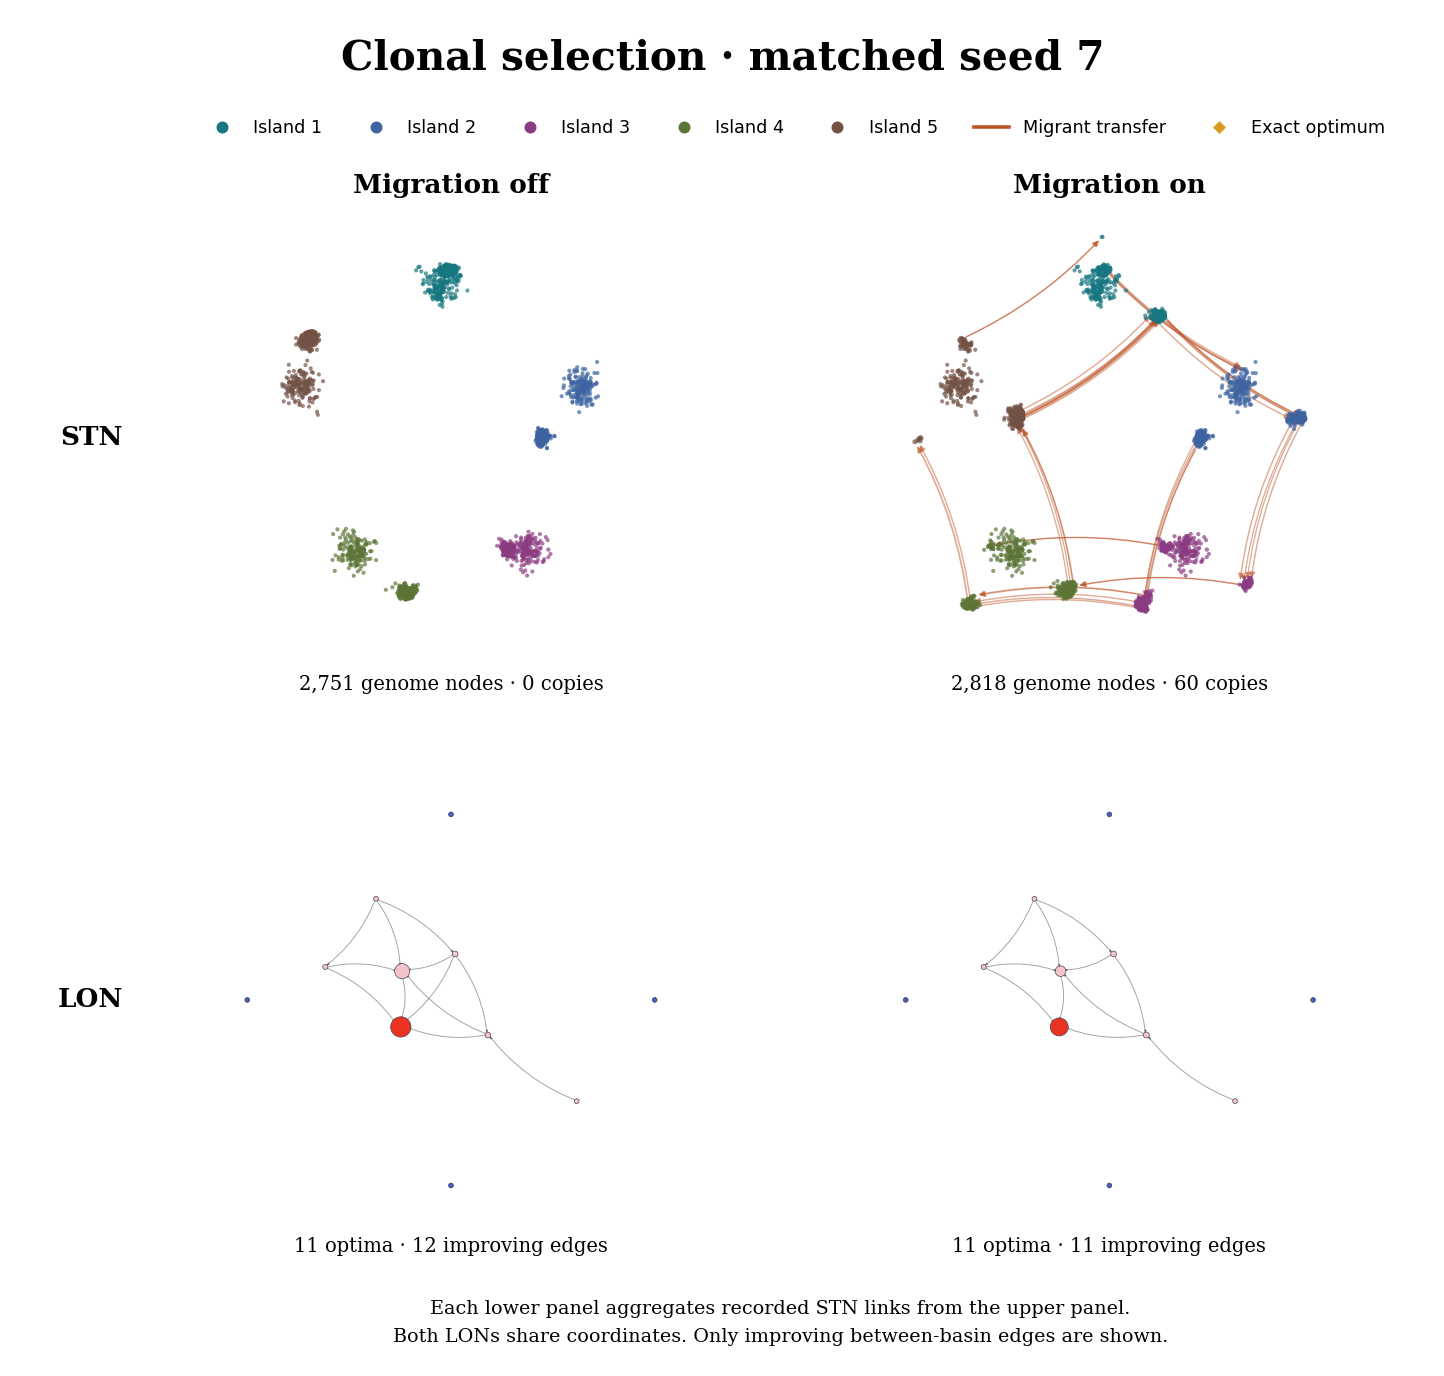 Clonal selection · matched seed 7
Island 1 Island 2 Island 3 Island 4 Island 5 Migrant transfer Exact optimum
Migration off Migration on
STN
2,751 genome nodes · 0 copies 2,818 genome nodes · 60 copies
LON
11 optima · 12 improving edges 11 optima · 11 improving edges
Each lower panel aggregates recorded STN links from the upper panel.
Both LONs share coordinates. Only improving between-basin edges are shown.